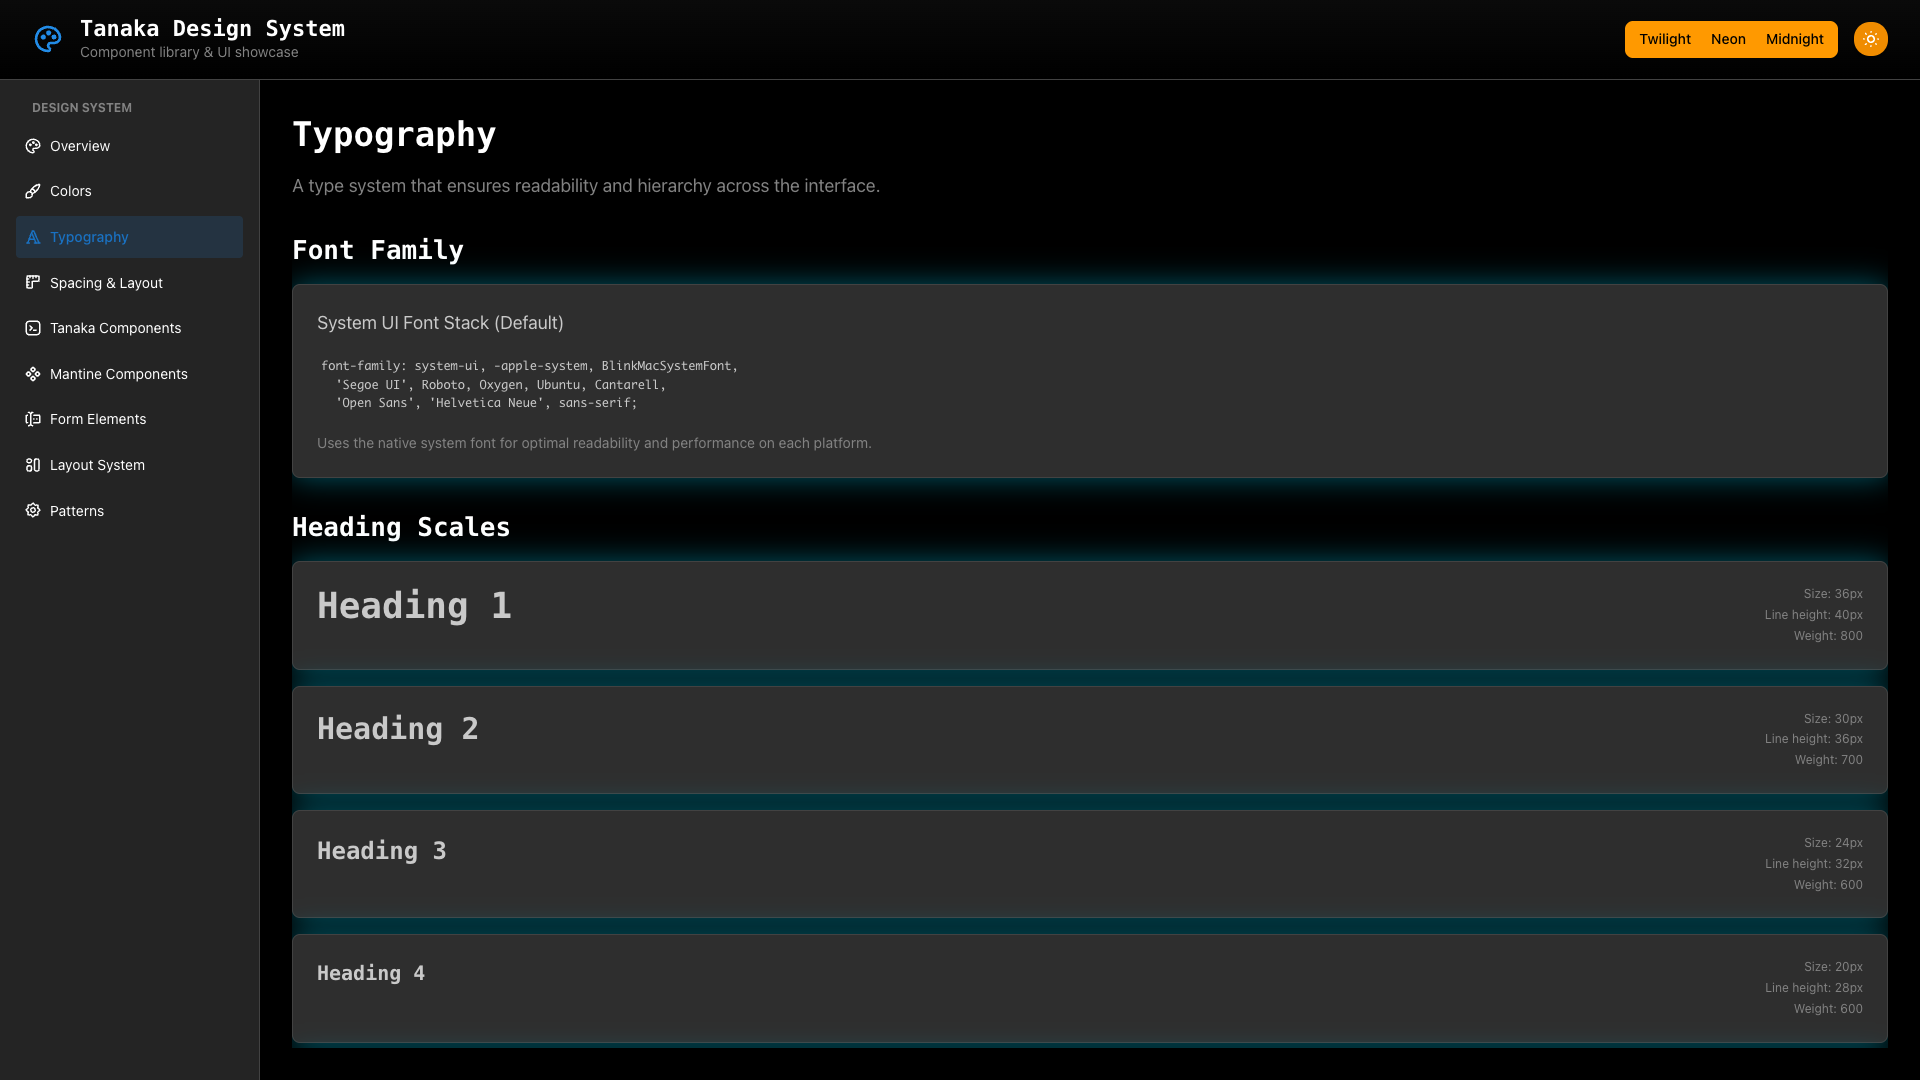 Tanaka Design System
Component library & UI showcase
Twilight Neon Midnight
DESIGN SYSTEM
Overview
Colors
Typography
Spacing & Layout
Tanaka Components
Mantine Components
Form Elements
Layout System
Patterns
Typography
A type system that ensures readability and hierarchy across the interface.
Font Family
System UI Font Stack (Default)
font-family: system-ui, -apple-system, BlinkMacSystemFont,
'Segoe UI', Roboto, Oxygen, Ubuntu, Cantarell,
'Open Sans', 'Helvetica Neue', sans-serif;
Uses the native system font for optimal readability and performance on each platform.
Heading Scales
Heading 1
Size: 36px
Line height: 40px
Weight: 800
Heading 2
Size: 30px
Line height: 36px
Weight: 700
Heading 3
Size: 24px
Line height: 32px
Weight: 600
Heading 4
Size: 20px
Line height: 28px
Weight: 600